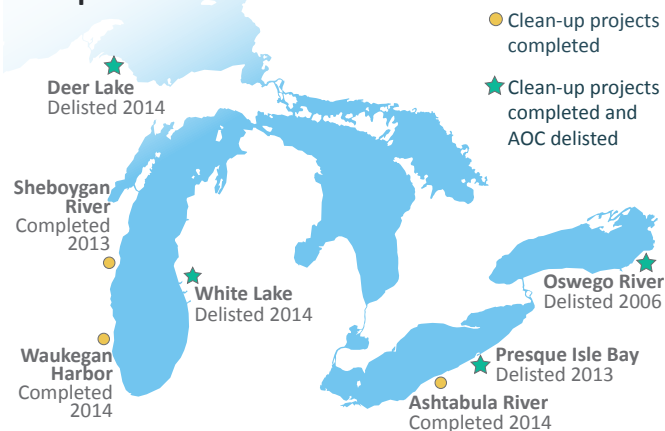 Clean-up projects
completed
Clean-up projects
completed and
AOC delisted
Deer Lake
Delisted 2014
Sheboygan
River
Completed
2013
White Lake
Delisted 2014
Waukegan
Harbor
Completed
2014
Oswego River
Delisted 2006
Presque Isle Bay
Delisted 2013
Ashtabula River
Completed 2014